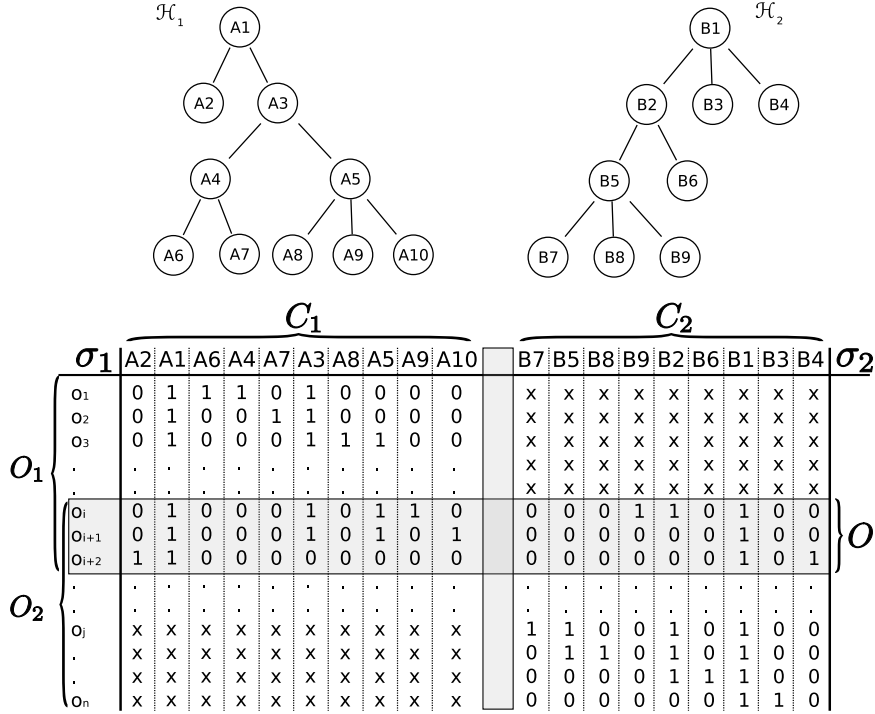 ℋ₁ A1 B1 ℋ₂
A2 A3 B2 B3 B4
A4 A5 B5 B6
A6 A7 A8 A9 A10 B7 B8 B9
C₁ C₂
σ₁ A2 A1 A6 A4 A7 A3 A8 A5 A9 A10 B7 B5 B8 B9 B2 B6 B1 B3 B4 σ₂
o₁ 0 1 1 1 0 1 0 0 0 0 x x x x x x x x x
o₂ 0 1 0 0 1 1 0 0 0 0 x x x x x x x x x
o₃ 0 1 0 0 0 1 1 1 0 0 x x x x x x x x x
O₁ . . . . . . . . . . . x x x x x x x x x
. . . . . . . . . . . x x x x x x x x x
oᵢ 0 1 0 0 0 1 0 1 1 0 0 0 0 1 1 0 1 0 0
oᵢ₊₁ 0 1 0 0 0 1 0 1 0 1 0 0 0 0 0 0 1 0 0 O
oᵢ₊₂ 1 1 0 0 0 0 0 0 0 0 0 0 0 0 0 0 1 0 1
. . . . . . . . . . . . . . . . . . . .
O₂ . . . . . . . . . . . . . . . . . . . .
oⱼ x x x x x x x x x x 1 1 0 0 1 0 1 0 0
. x x x x x x x x x x 0 1 1 0 1 0 1 0 0
. x x x x x x x x x x 0 0 0 0 1 1 1 0 0
oₙ x x x x x x x x x x 0 0 0 0 0 0 1 1 0